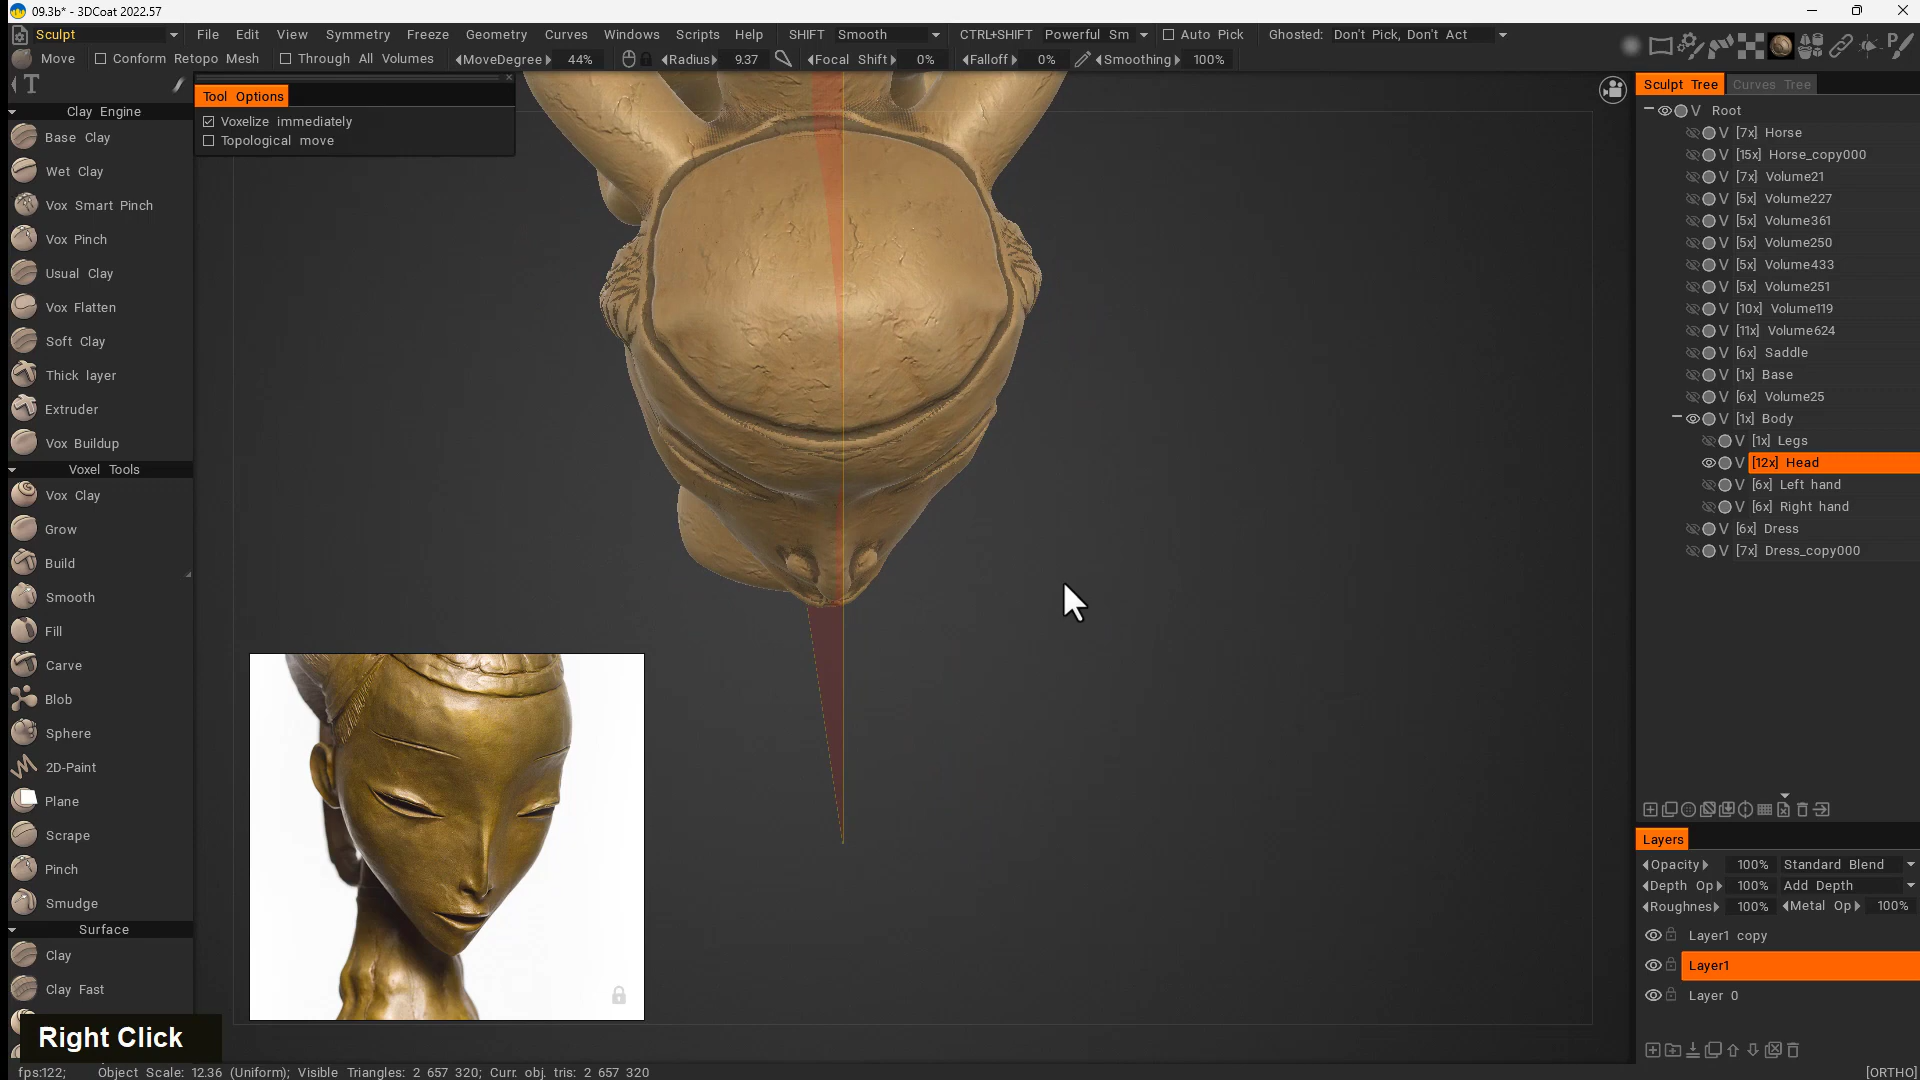 09.3b* - 3DCoat 2022.57
Sculpt File Edit View Symmetry Freeze Geometry Curves Windows Scripts Help SHIFT Smooth CTRL+SHIFT Powerful Sm Auto Pick Ghosted: Don't Pick, Don't Act
Move Conform Retopo Mesh Through All Volumes MoveDegree 44% Radius 9.37 Focal Shift 0% Falloff 0% Smoothing 100%
Tool Options
Voxelize immediately
Topological move
Clay Engine
Base Clay
Wet Clay
Vox Smart Pinch
Vox Pinch
Usual Clay
Vox Flatten
Soft Clay
Thick layer
Extruder
Vox Buildup
Voxel Tools
Vox Clay
Grow
Build
Smooth
Fill
Carve
Blob
Sphere
2D-Paint
Plane
Scrape
Pinch
Smudge
Surface
Clay
Clay Fast
Right Click
Sculpt Tree Curves Tree
V Root
V [7x] Horse
V [15x] Horse_copy000
V [7x] Volume21
V [5x] Volume227
V [5x] Volume361
V [5x] Volume250
V [5x] Volume433
V [5x] Volume251
V [10x] Volume119
V [11x] Volume624
V [6x] Saddle
V [1x] Base
V [6x] Volume25
V [1x] Body
V [1x] Legs
V [12x] Head
V [6x] Left hand
V [6x] Right hand
V [6x] Dress
V [7x] Dress_copy000
Layers
Opacity 100% Standard Blend
Depth Op 100% Add Depth
Roughnes 100% Metal Op 100%
Layer1 copy
Layer1
Layer 0
fps:122; Object Scale: 12.36 (Uniform); Visible Triangles: 2 657 320; Curr. obj. tris: 2 657 320 [ORTHO]